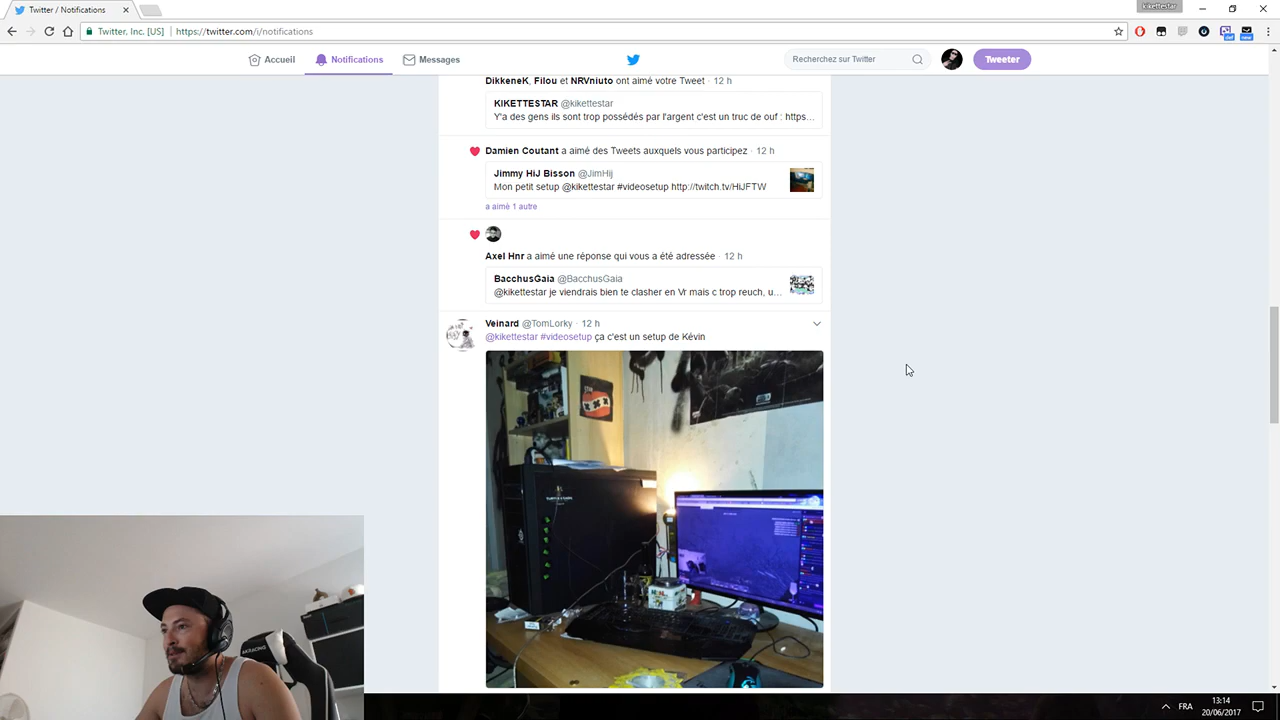 Twitter / Notifications
kikettestar
Twitter, Inc. [US]
https://twitter.com/i/notifications
Accueil
Notifications
Messages
Recherchez sur Twitter
Tweeter
DikkeneK, Filou et NRVniuto ont aimé votre Tweet · 12 h
KIKETTESTAR @kikettestar
Y'a des gens ils sont trop possédés par l'argent c'est un truc de ouf : https...
Damien Coutant a aimé des Tweets auxquels vous participez · 12 h
Jimmy HiJ Bisson @JimHij
Mon petit setup @kikettestar #videosetup http://twitch.tv/HiJFTW
a aimé 1 autre
Axel Hnr a aimé une réponse qui vous a été adressée · 12 h
BacchusGaia @BacchusGaia
@kikettestar je viendrais bien te clasher en Vr mais c trop reuch, u...
Veinard @TomLorky · 12 h
@kikettestar #videosetup ça c'est un setup de Kévin
AKRACING
FRA
13:14
20/06/2017